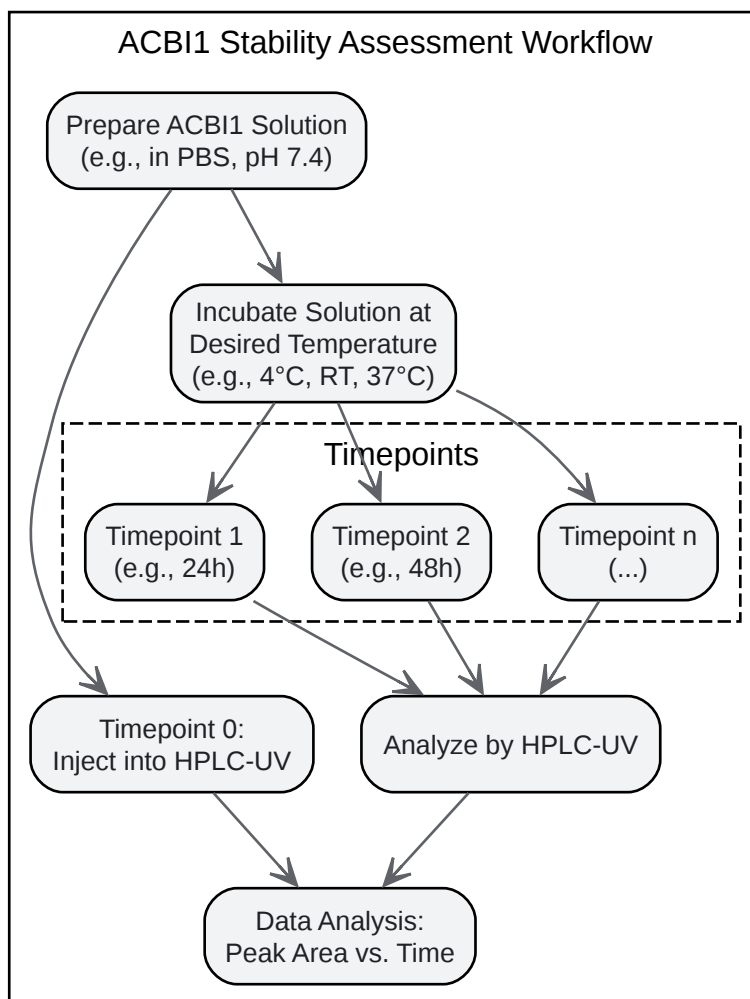 ACBI1 Stability Assessment Workflow
Prepare ACBI1 Solution
(e.g., in PBS, pH 7.4)
Incubate Solution at
Desired Temperature
(e.g., 4°C, RT, 37°C)
Timepoints
Timepoint 1
(e.g., 24h)
Timepoint 2
(e.g., 48h)
Timepoint n
(...)
Timepoint 0:
Inject into HPLC-UV
Analyze by HPLC-UV
Data Analysis:
Peak Area vs. Time